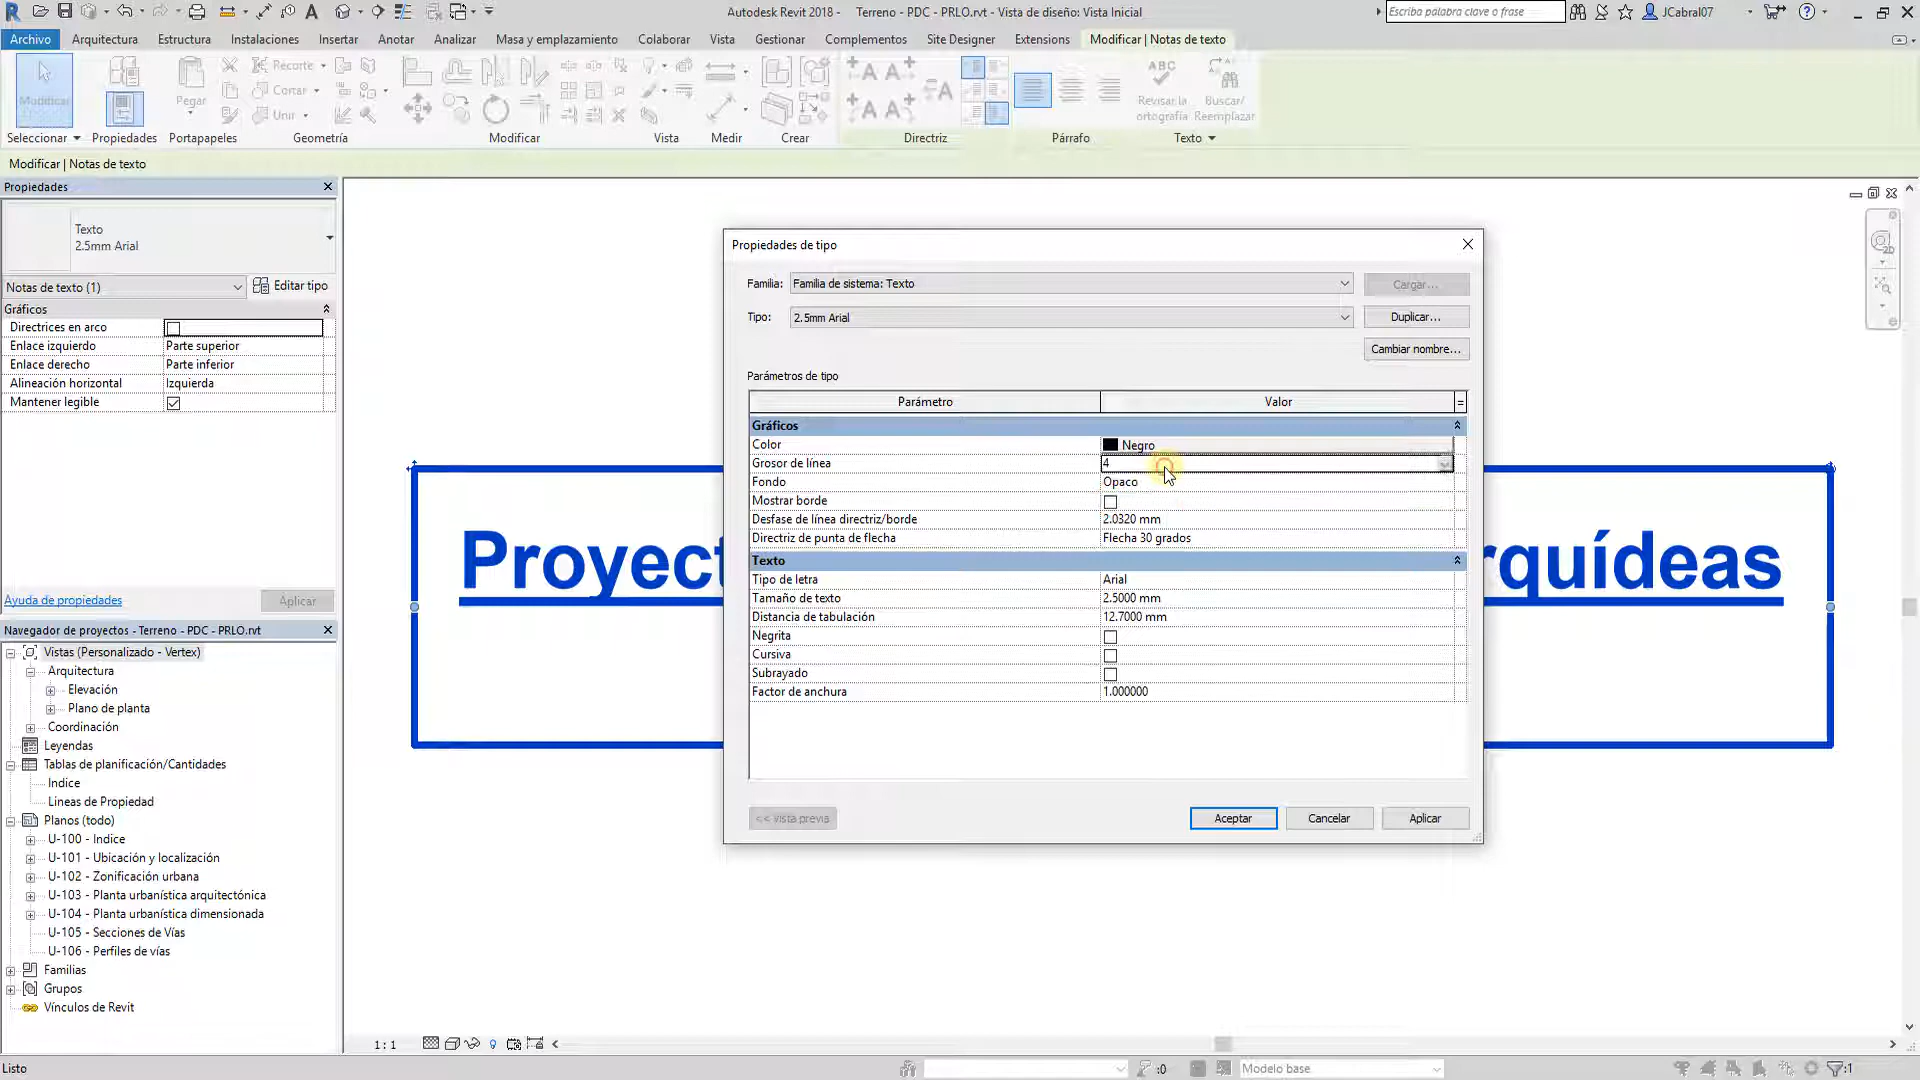 Autodesk Revit 2018 - Terreno - PDC - PRLO.rvt - Vista de diseño: Vista Inicial
Escriba palabra clave o frase
JCabral07
Archivo Arquitectura Estructura Instalaciones Insertar Anotar Analizar Masa y emplazamiento Colaborar Vista Gestionar Complementos Site Designer Extensions Modificar | Notas de texto
Modificar
Pegar
Recorte
Cortar
Unir
ABC
Revisar la ortografía
Buscar/ Reemplazar
Seleccionar Propiedades Portapapeles Geometría Modificar Vista Medir Crear Directriz Párrafo Texto
Modificar | Notas de texto
Propiedades
Texto
2.5mm Arial
Notas de texto (1)
Editar tipo
Gráficos
Directrices en arco
Enlace izquierdo Parte superior
Enlace derecho Parte inferior
Alineación horizontal Izquierda
Mantener legible
Ayuda de propiedades
Aplicar
Navegador de proyectos - Terreno - PDC - PRLO.rvt
Vistas (Personalizado - Vertex)
Arquitectura
Elevación
Plano de planta
Coordinación
Leyendas
Tablas de planificación/Cantidades
Indice
Lineas de Propiedad
Planos (todo)
U-100 - Indice
U-101 - Ubicación y localización
U-102 - Zonificación urbana
U-103 - Planta urbanística arquitectónica
U-104 - Planta urbanística dimensionada
U-105 - Secciones de Vías
U-106 - Perfiles de vías
Familias
Grupos
Vínculos de Revit
Proyect
rquídeas
2D
Propiedades de tipo
Familia: Familia de sistema: Texto
Cargar...
Tipo: 2.5mm Arial
Duplicar...
Cambiar nombre...
Parámetros de tipo
Parámetro Valor =
Gráficos
Color Negro
Grosor de línea 4
Fondo Opaco
Mostrar borde
Desfase de línea directriz/borde 2.0320 mm
Directriz de punta de flecha Flecha 30 grados
Texto
Tipo de letra Arial
Tamaño de texto 2.5000 mm
Distancia de tabulación 12.7000 mm
Negrita
Cursiva
Subrayado
Factor de anchura 1.000000
<< vista previa
Aceptar
Cancelar
Aplicar
1 : 1
Listo
:0
Modelo base
:1